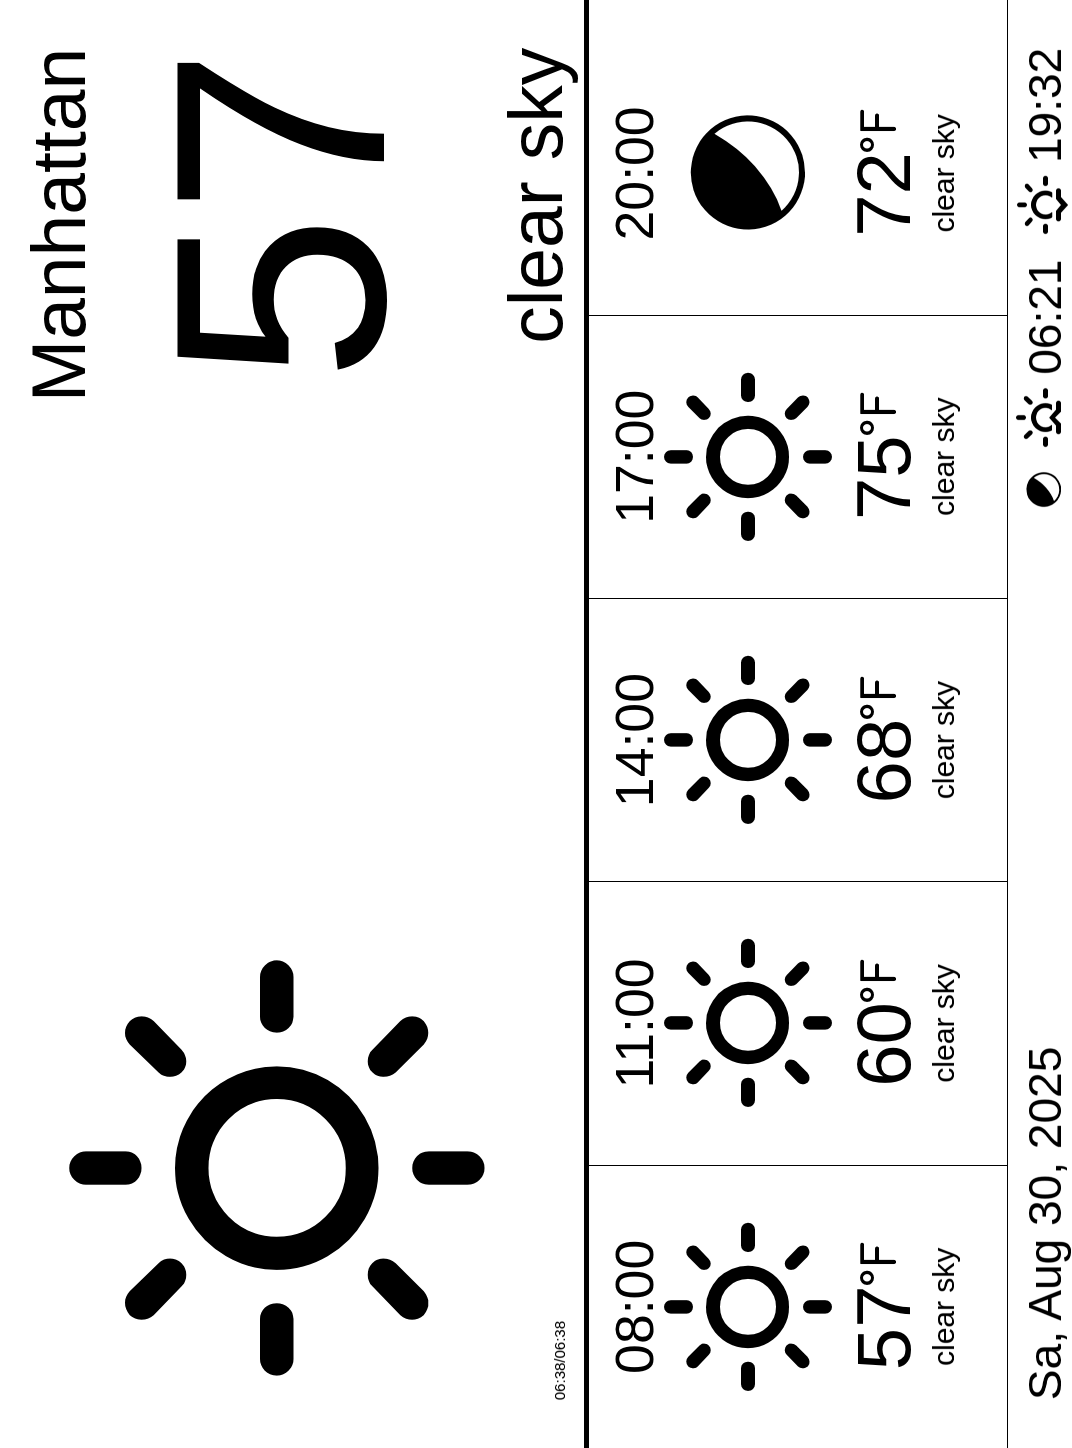 Manhattan
57
clear sky
06:38/06:38
08:00 11:00 14:00 17:00 20:00
57°F 60°F 68°F 75°F 72°F
clear sky clear sky clear sky clear sky clear sky
Sa, Aug 30, 2025 06:21 19:32